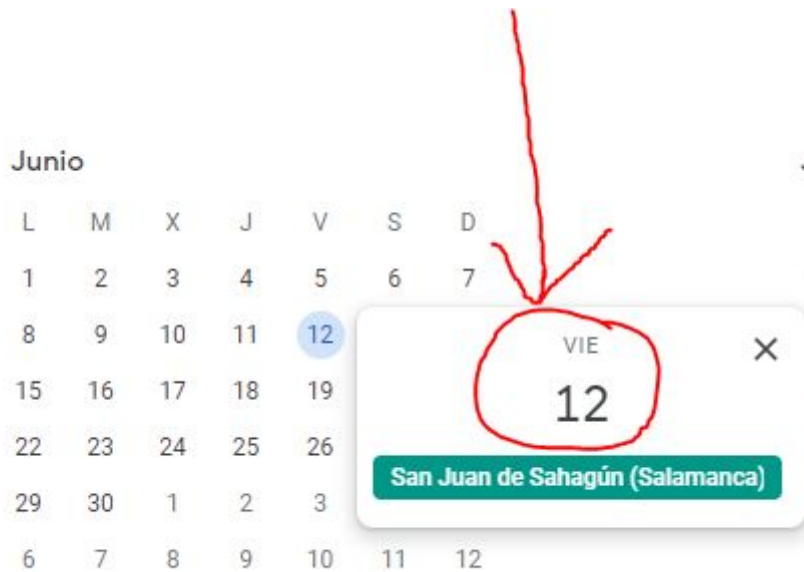 Junio
L M X J V S D
1 2 3 4 5 6 7
8 9 10 11 12
15 16 17 18 19
22 23 24 25 26
29 30 1 2 3
6 7 8 9 10 11 12
VIE
12
San Juan de Sahagún (Salamanca)